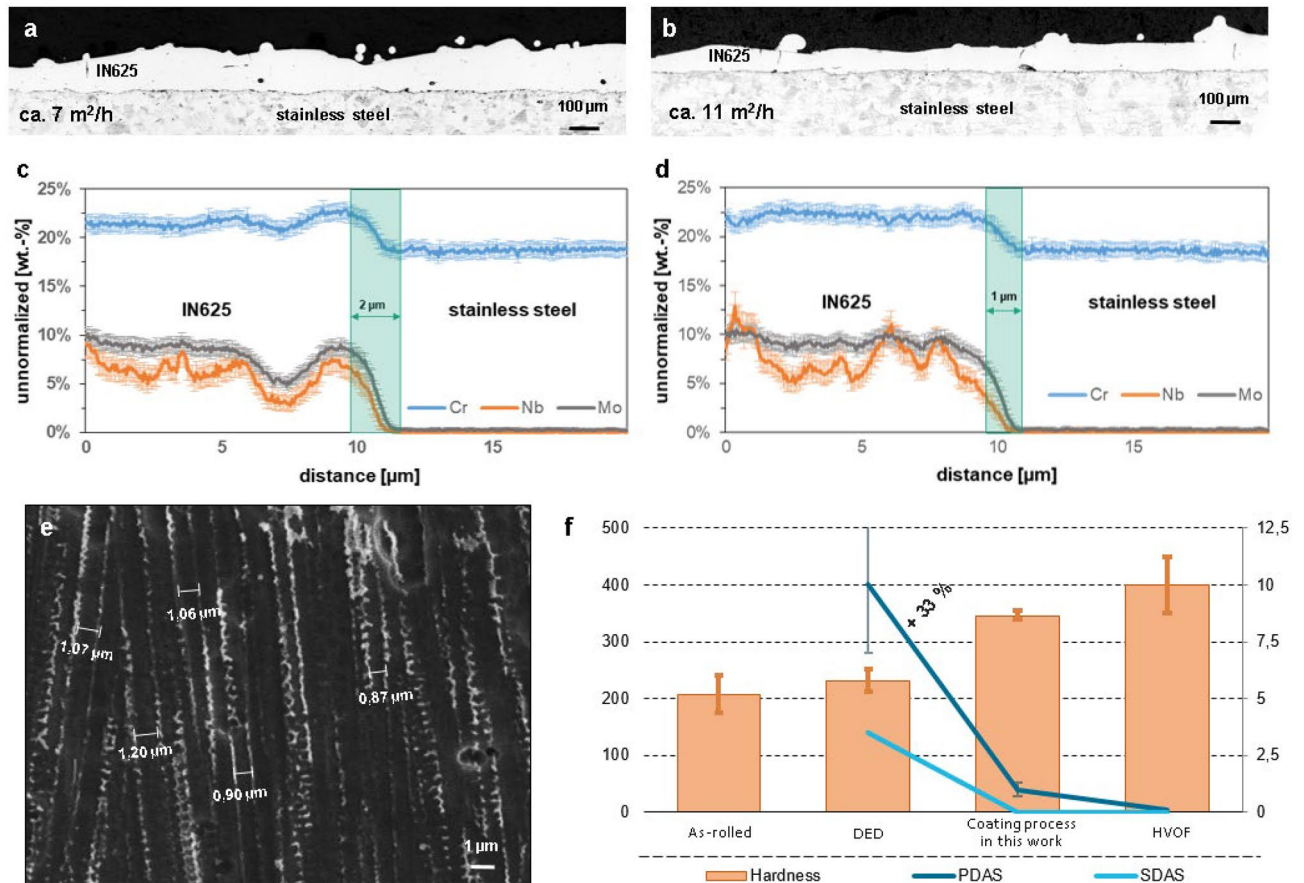 a
IN625
ca. 7 m²/h
stainless steel
100 µm
b
IN625
ca. 11 m²/h
stainless steel
100 µm
c
unnormalized [wt.-%]
25%
20%
15%
10%
5%
0%
IN625
2 µm
stainless steel
Cr Nb Mo
0 5 10 15
distance [µm]
d
unnormalized [wt.-%]
25%
20%
15%
10%
5%
0%
IN625
1 µm
stainless steel
Cr Nb Mo
0 5 10 15
distance [µm]
e
1,06 µm
1,07 µm
0,87 µm
1,20 µm
0,90 µm
1 µm
f
500 12,5
400 10
300 7,5
200 5
100 2,5
0 0
+ 33 %
As-rolled DED Coating process in this work HVOF
Hardness PDAS SDAS